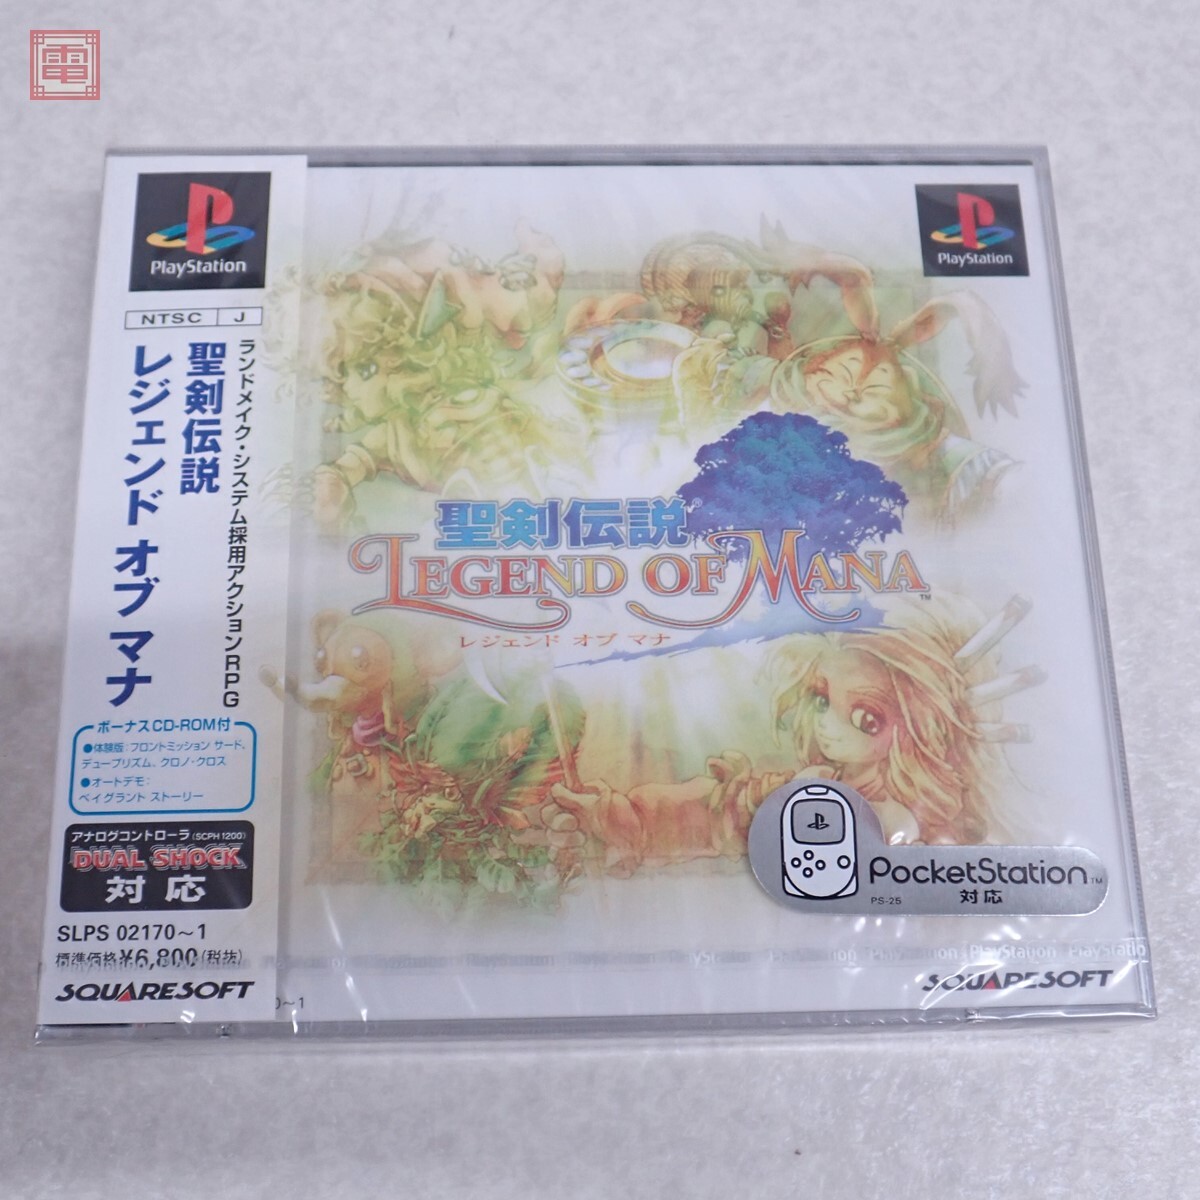 電
PlayStation
NTSC J
ランドメイク・システム採用アクションRPG
聖剣伝説
レジェンド オブ マナ
ボーナスCD-ROM付
●体験版:フロントミッション サード、
デュープリズム、クロノ・クロス
●オートデモ:
ベイグラント ストーリー
アナログコントローラ(SCPH 1200)
DUAL SHOCK
対応
SLPS 02170~1
標準価格¥6,800(税抜)
SQUARESOFT
PlayStation
聖剣伝説®
LEGEND OF MANA™
レジェンド オブ マナ
PocketStation™
PS-25 対応
PlayStation PlayStation
SQUARESOFT
0~1